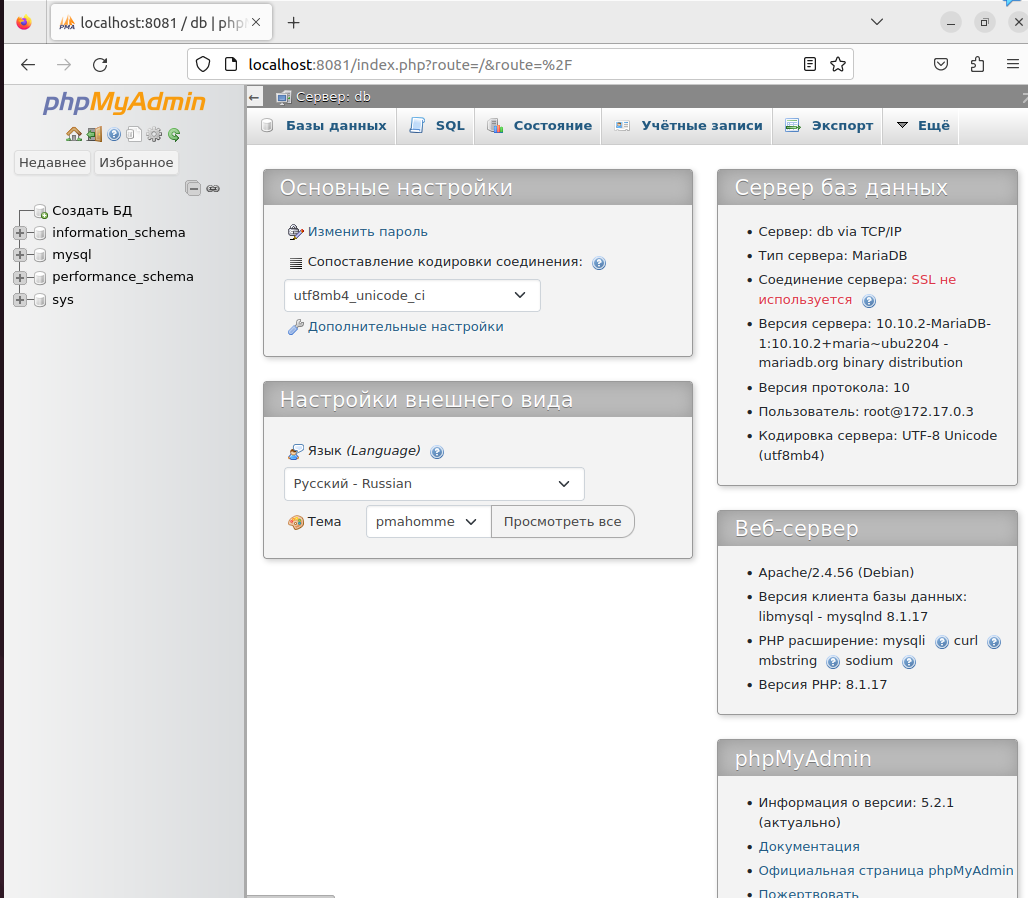 localhost:8081 / db | php
localhost:8081/index.php?route=/&route=%2F
phpMyAdmin
Недавнее Избранное
Создать БД
information_schema
mysql
performance_schema
sys
Сервер: db
Базы данных SQL Состояние Учётные записи Экспорт Ещё
Основные настройки
Изменить пароль
Сопоставление кодировки соединения:
utf8mb4_unicode_ci
Дополнительные настройки
Настройки внешнего вида
Язык (Language)
Русский - Russian
Тема pmahomme Просмотреть все
Сервер баз данных
• Сервер: db via TCP/IP
• Тип сервера: MariaDB
• Соединение сервера: SSL не
используется
• Версия сервера: 10.10.2-MariaDB-
1:10.10.2+maria~ubu2204 -
mariadb.org binary distribution
• Версия протокола: 10
• Пользователь: root@172.17.0.3
• Кодировка сервера: UTF-8 Unicode
(utf8mb4)
Веб-сервер
• Apache/2.4.56 (Debian)
• Версия клиента базы данных:
libmysql - mysqlnd 8.1.17
• PHP расширение: mysqli curl
mbstring sodium
• Версия PHP: 8.1.17
phpMyAdmin
• Информация о версии: 5.2.1
(актуально)
• Документация
• Официальная страница phpMyAdmin
• Пожертвовать